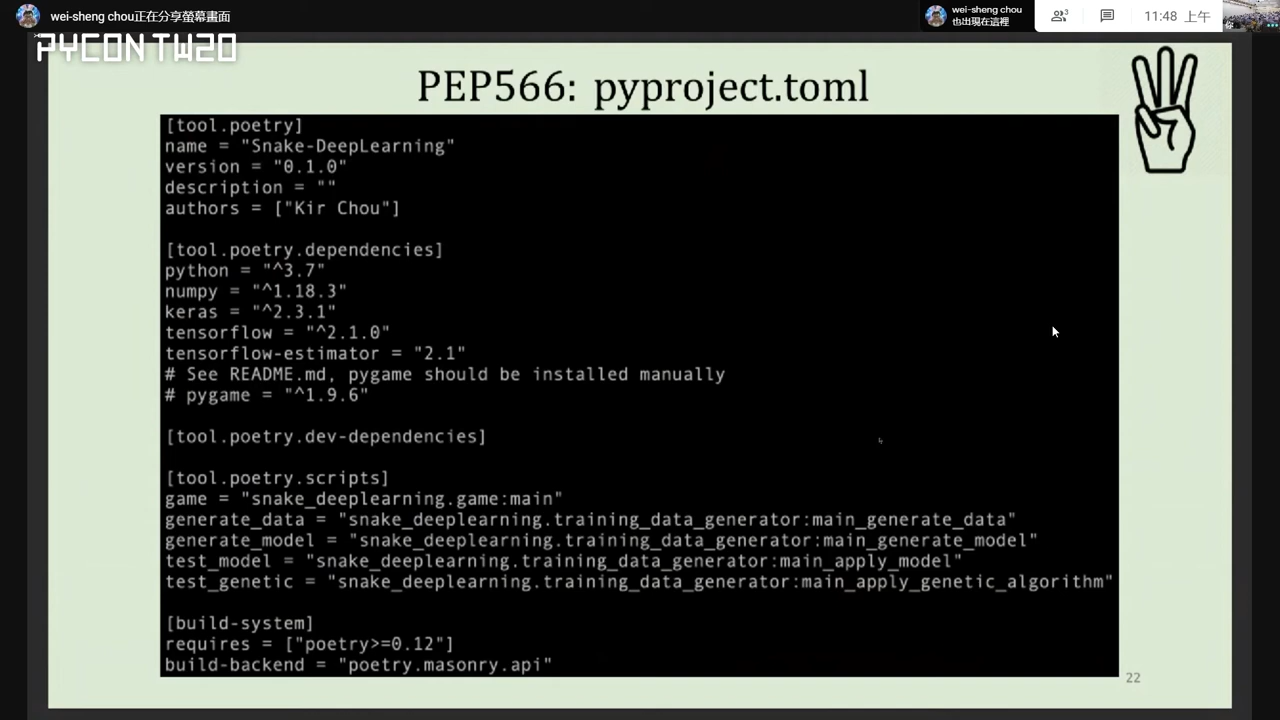 wei-sheng chou正在分享螢幕畫面
wei-sheng chou
也出現在這裡
3
11:48 上午
你
PYCON TW20
PEP566: pyproject.toml
[tool.poetry]
name = "Snake-DeepLearning"
version = "0.1.0"
description = ""
authors = ["Kir Chou"]
[tool.poetry.dependencies]
python = "^3.7"
numpy = "^1.18.3"
keras = "^2.3.1"
tensorflow = "^2.1.0"
tensorflow-estimator = "2.1"
# See README.md, pygame should be installed manually
# pygame = "^1.9.6"
[tool.poetry.dev-dependencies]
[tool.poetry.scripts]
game = "snake_deeplearning.game:main"
generate_data = "snake_deeplearning.training_data_generator:main_generate_data"
generate_model = "snake_deeplearning.training_data_generator:main_generate_model"
test_model = "snake_deeplearning.training_data_generator:main_apply_model"
test_genetic = "snake_deeplearning.training_data_generator:main_apply_genetic_algorithm"
[build-system]
requires = ["poetry>=0.12"]
build-backend = "poetry.masonry.api"
22